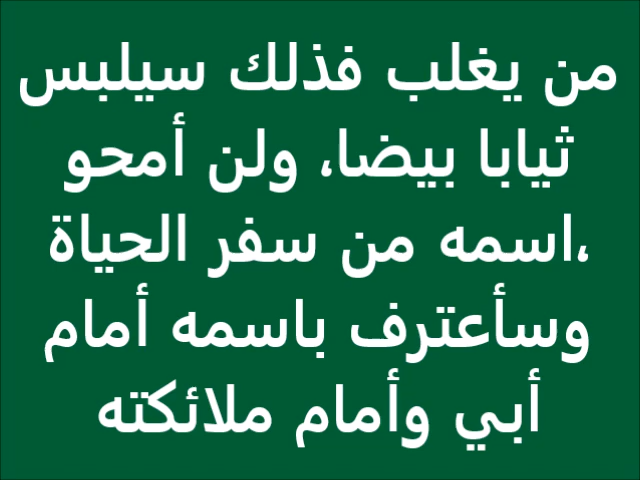 من يغلب فذلك سيلبس
ثيابا بيضا، ولن أمحو
،اسمه من سفر الحياة
وسأعترف باسمه أمام
أبي وأمام ملائكته